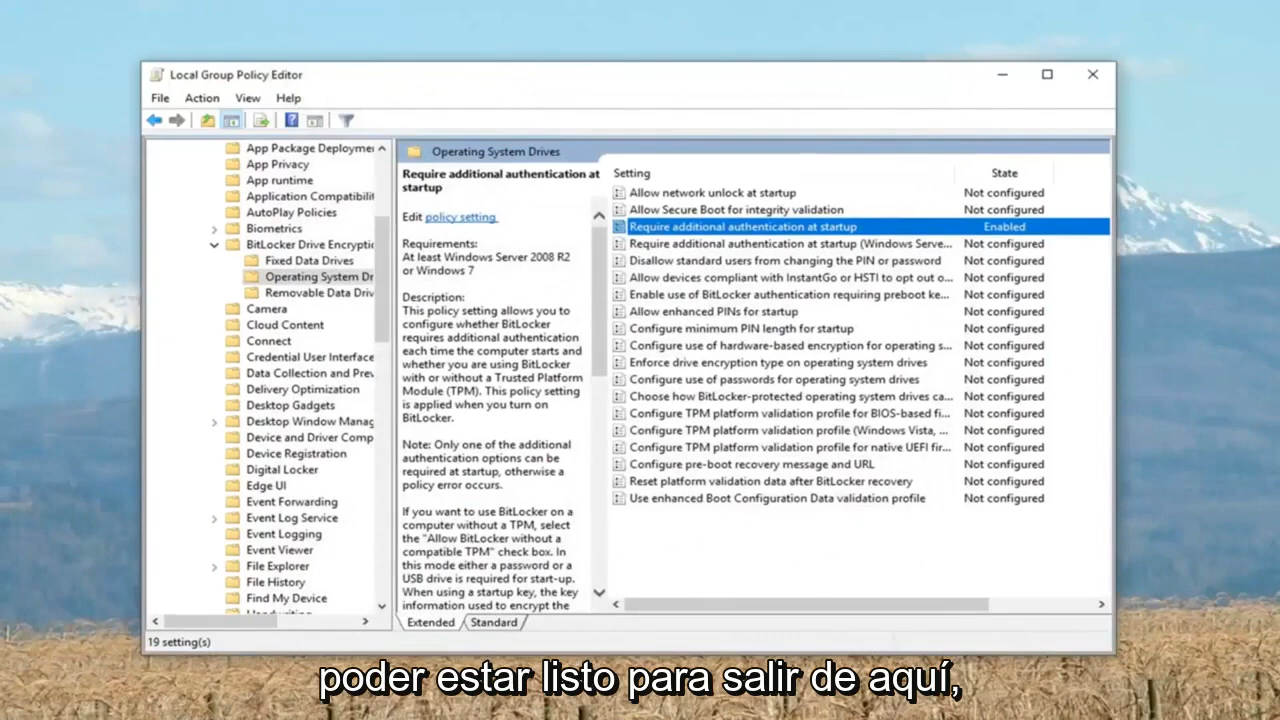 Local Group Policy Editor
File Action View Help
App Package Deployme
App Privacy
App runtime
Application Compatibilit
AutoPlay Policies
Biometrics
BitLocker Drive Encryptic
Fixed Data Drives
Operating System Dr
Removable Data Driv
Camera
Cloud Content
Connect
Credential User Interface
Data Collection and Prev
Delivery Optimization
Desktop Gadgets
Desktop Window Manag
Device and Driver Comp
Device Registration
Digital Locker
Edge UI
Event Forwarding
Event Log Service
Event Logging
Event Viewer
File Explorer
File History
Find My Device
Handwriting
Operating System Drives
Require additional authentication at
startup
Edit policy setting
Requirements:
At least Windows Server 2008 R2
or Windows 7
Description:
This policy setting allows you to
configure whether BitLocker
requires additional authentication
each time the computer starts and
whether you are using BitLocker
with or without a Trusted Platform
Module (TPM). This policy setting
is applied when you turn on
BitLocker.
Note: Only one of the additional
authentication options can be
required at startup, otherwise a
policy error occurs.
If you want to use BitLocker on a
computer without a TPM, select
the "Allow BitLocker without a
compatible TPM" check box. In
this mode either a password or a
USB drive is required for start-up.
When using a startup key, the key
information used to encrypt the
Setting State
Allow network unlock at startup Not configured
Allow Secure Boot for integrity validation Not configured
Require additional authentication at startup Enabled
Require additional authentication at startup (Windows Serve... Not configured
Disallow standard users from changing the PIN or password Not configured
Allow devices compliant with InstantGo or HSTI to opt out o... Not configured
Enable use of BitLocker authentication requiring preboot ke... Not configured
Allow enhanced PINs for startup Not configured
Configure minimum PIN length for startup Not configured
Configure use of hardware-based encryption for operating s... Not configured
Enforce drive encryption type on operating system drives Not configured
Configure use of passwords for operating system drives Not configured
Choose how BitLocker-protected operating system drives ca... Not configured
Configure TPM platform validation profile for BIOS-based fi... Not configured
Configure TPM platform validation profile (Windows Vista, ... Not configured
Configure TPM platform validation profile for native UEFI fir... Not configured
Configure pre-boot recovery message and URL Not configured
Reset platform validation data after BitLocker recovery Not configured
Use enhanced Boot Configuration Data validation profile Not configured
Extended Standard
19 setting(s)
poder estar listo para salir de aquí,